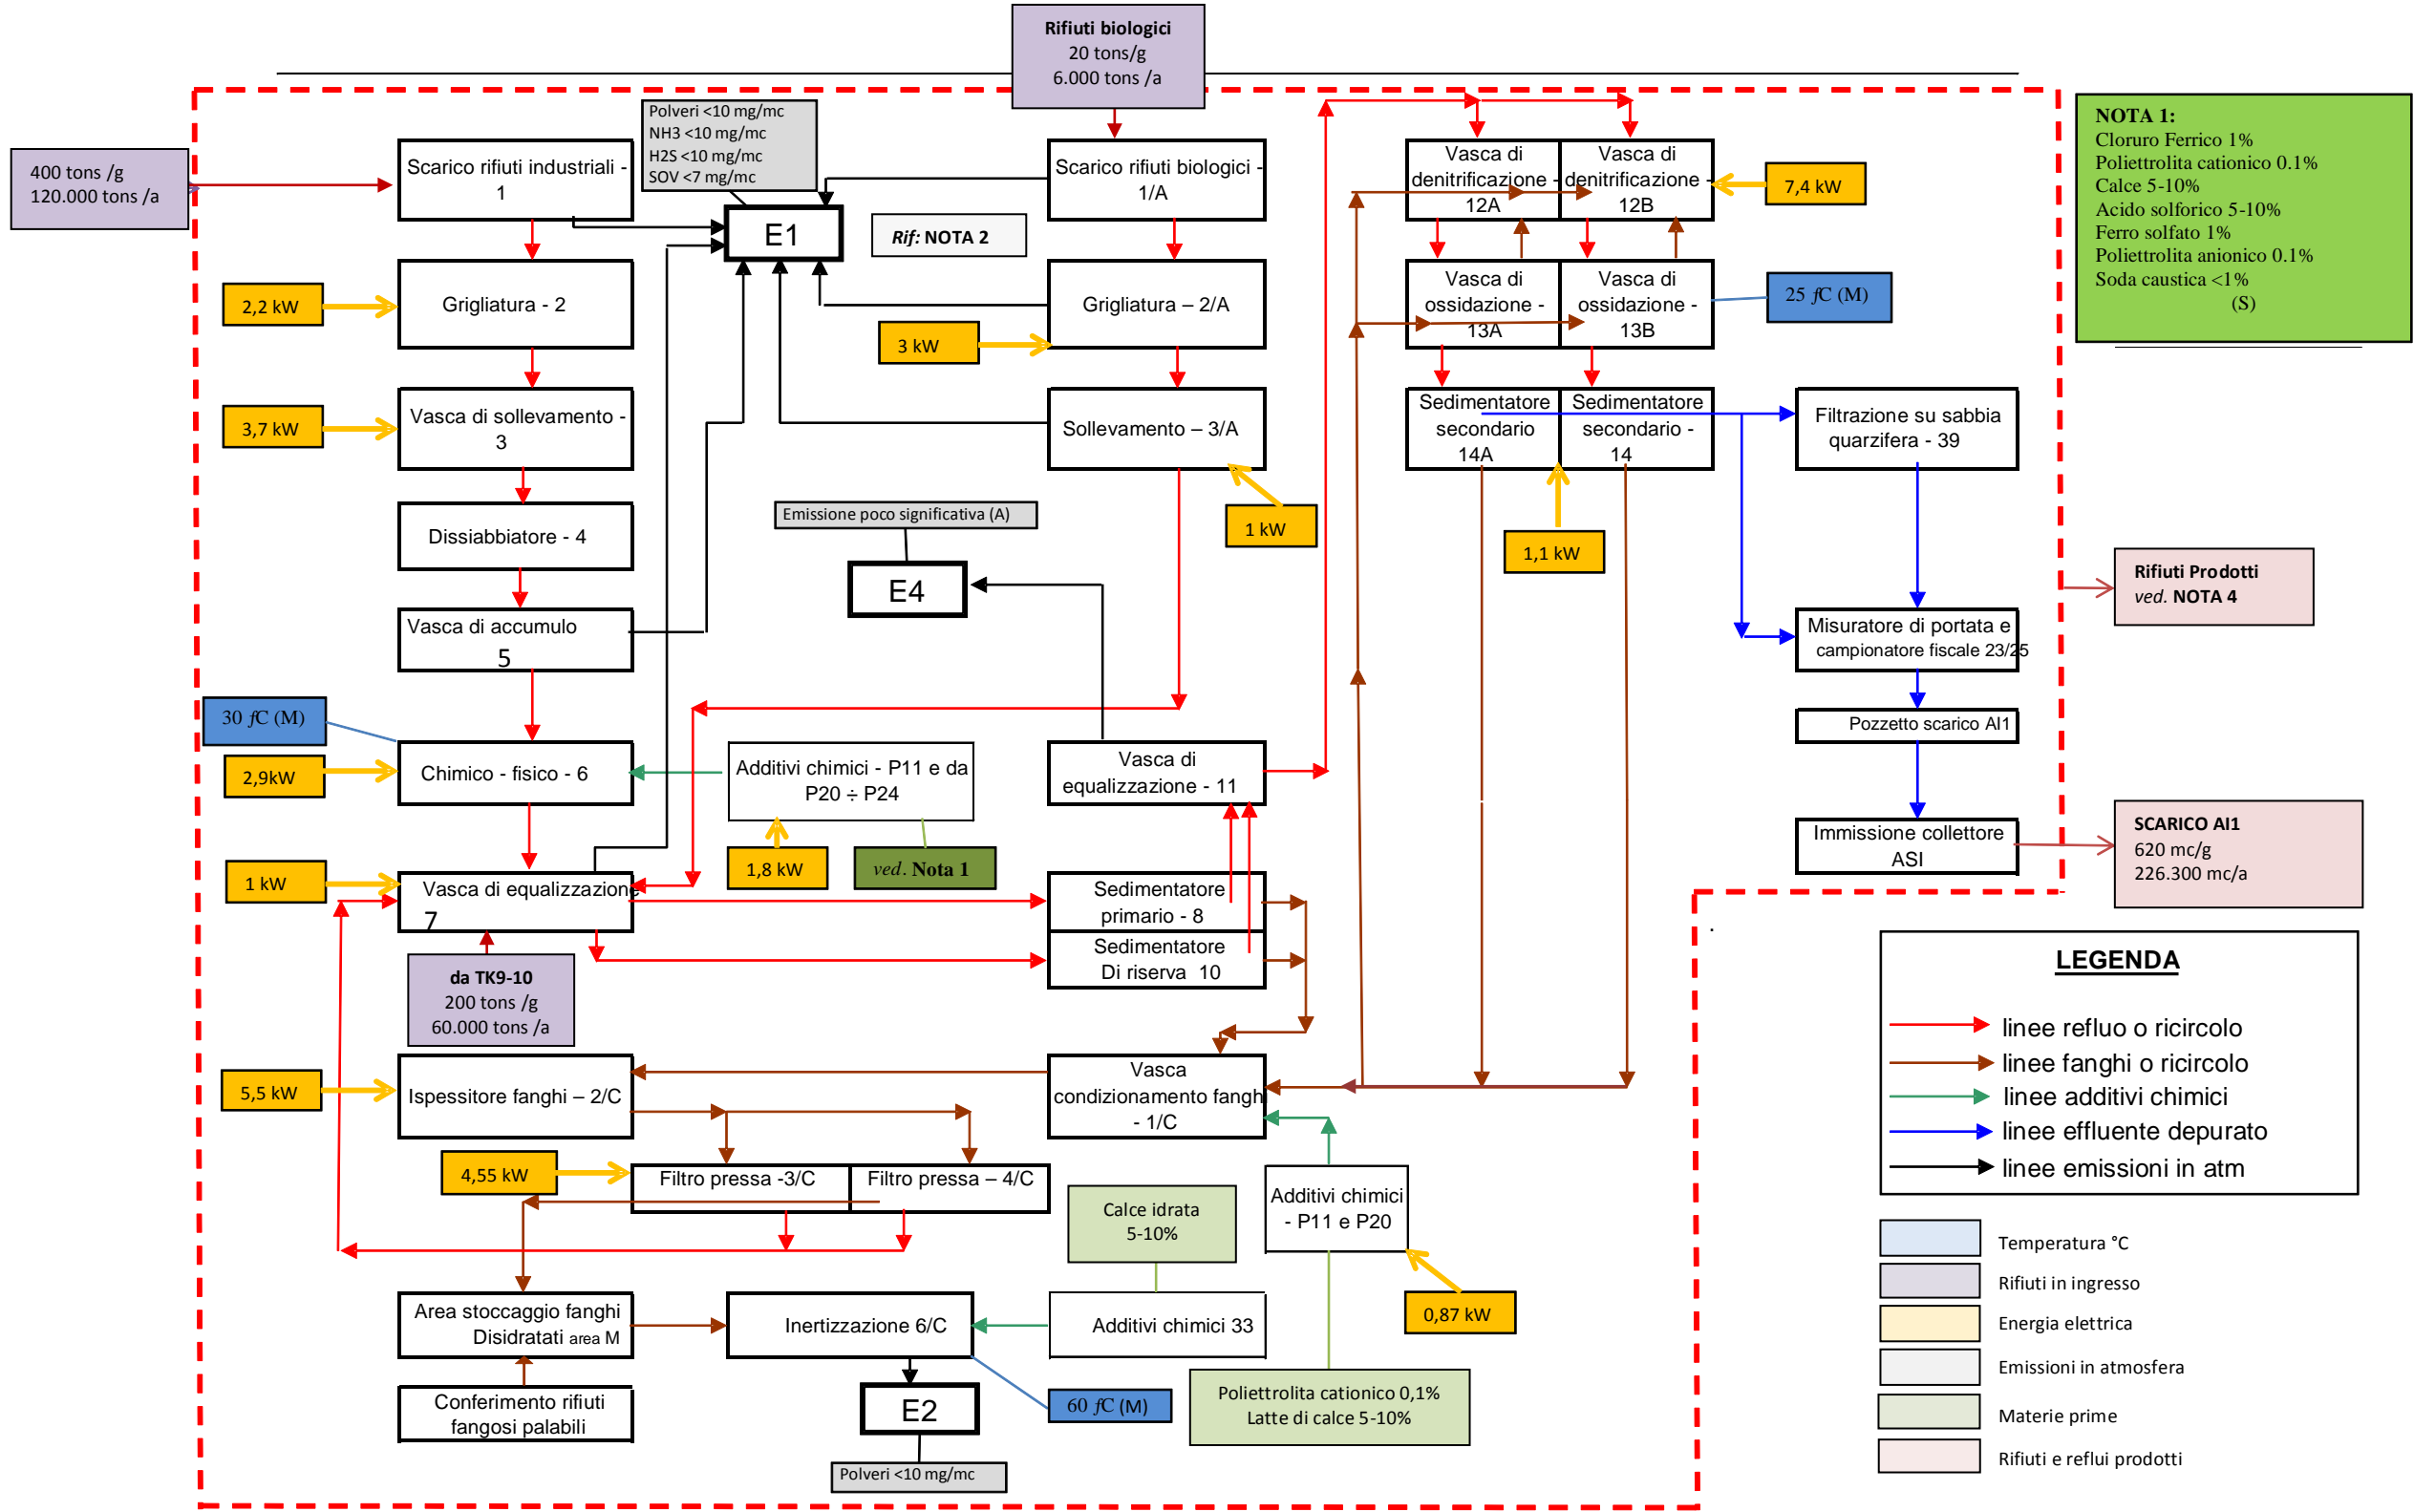 Rifiuti biologici
20 tons/g
6.000 tons /a
400 tons /g
120.000 tons /a
Polveri <10 mg/mc
NH3 <10 mg/mc
H2S <10 mg/mc
SOV <7 mg/mc
NOTA 1:
Cloruro Ferrico 1%
Poliettrolita cationico 0.1%
Calce 5-10%
Acido solforico 5-10%
Ferro solfato 1%
Poliettrolita anionico 0.1%
Soda caustica <1%
(S)
Scarico rifiuti industriali -
1
E1
Rif: NOTA 2
Scarico rifiuti biologici -
1/A
Vasca di
denitrificazione -
12A
Vasca di
denitrificazione -
12B
7,4 kW
2,2 kW
Grigliatura - 2
Grigliatura – 2/A
3 kW
Vasca di
ossidazione -
13A
Vasca di
ossidazione -
13B
25 ƒC (M)
3,7 kW
Vasca di sollevamento -
3
Sollevamento – 3/A
1 kW
Sedimentatore
secondario
14A
Sedimentatore
secondario -
14
1,1 kW
Filtrazione su sabbia
quarzifera - 39
Dissiabbiatore - 4
Emissione poco significativa (A)
E4
Rifiuti Prodotti
ved. NOTA 4
Vasca di accumulo
5
Misuratore di portata e
campionatore fiscale 23/25
30 ƒC (M)
2,9kW
Chimico - fisico - 6
Additivi chimici - P11 e da
P20 ÷ P24
Vasca di
equalizzazione - 11
Pozzetto scarico AI1
1,8 kW
ved. Nota 1
Immissione collettore
ASI
SCARICO AI1
620 mc/g
226.300 mc/a
1 kW
Vasca di equalizzazione
7
Sedimentatore
primario - 8
Sedimentatore
Di riserva 10
.
da TK9-10
200 tons /g
60.000 tons /a
LEGENDA
linee refluo o ricircolo
linee fanghi o ricircolo
linee additivi chimici
linee effluente depurato
linee emissioni in atm
5,5 kW
Ispessitore fanghi – 2/C
Vasca
condizionamento fangh
- 1/C
4,55 kW
Filtro pressa -3/C
Filtro pressa – 4/C
Calce idrata
5-10%
Additivi chimici
- P11 e P20
0,87 kW
Area stoccaggio fanghi
Disidratati area M
Inertizzazione 6/C
Additivi chimici 33
Conferimento rifiuti
fangosi palabili
E2
60 ƒC (M)
Poliettrolita cationico 0,1%
Latte di calce 5-10%
Polveri <10 mg/mc
Temperatura °C
Rifiuti in ingresso
Energia elettrica
Emissioni in atmosfera
Materie prime
Rifiuti e reflui prodotti